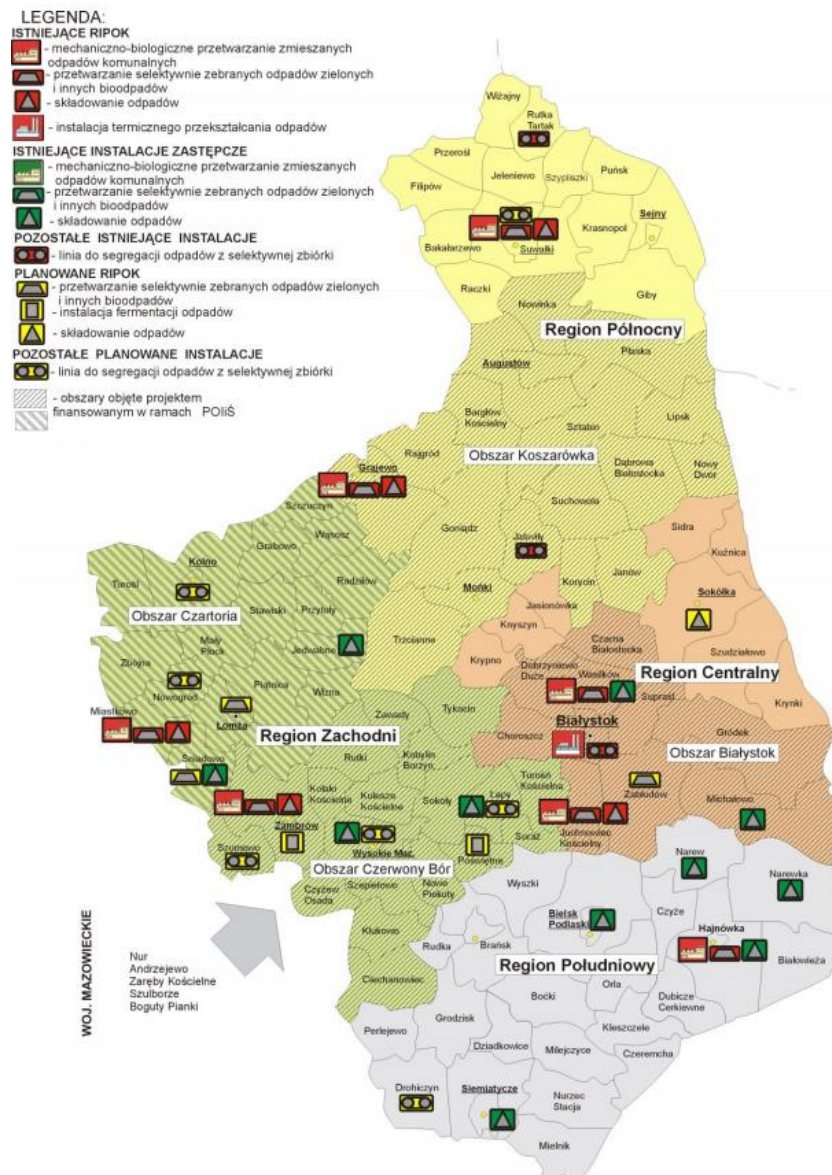 LEGENDA:
ISTNIEJĄCE RIPOK
- mechaniczno-biologiczne przetwarzanie zmieszanych
odpadów komunalnych
- przetwarzanie selektywnie zebranych odpadów zielonych
i innych bioodpadów
- składowanie odpadów
- instalacja termicznego przekształcania odpadów
ISTNIEJĄCE INSTALACJE ZASTĘPCZE
- mechaniczno-biologiczne przetwarzanie zmieszanych
odpadów komunalnych
- przetwarzanie selektywnie zebranych odpadów zielonych
i innych bioodpadów
- składowanie odpadów
POZOSTAŁE ISTNIEJĄCE INSTALACJE
- linia do segregacji odpadów z selektywnej zbiórki
PLANOWANE RIPOK
- przetwarzanie selektywnie zebranych odpadów zielonych
i innych bioodpadów
- instalacja fermentacji odpadów
- składowanie odpadów
POZOSTAŁE PLANOWANE INSTALACJE
- linia do segregacji odpadów z selektywnej zbiórki
- obszary objęte projektem
finansowanym w ramach POIiŚ
Wiżajny
Rutka
Tartak
Przerośl
Jeleniewo
Szypliszki
Puńsk
Filipów
Krasnopol
Sejny
Bakałarzewo
Suwałki
Raczki
Giby
Nowinka
Region Północny
Płaska
Augustów
Bargłów
Kościelny
Sztabin
Lipsk
Rajgród
Obszar Koszarówka
Dąbrowa
Białostocka
Nowy
Dwór
Grajewo
Szczuczyn
Suchowola
Wąsosz
Goniądz
Jaświły
Sidra
Grabowo
Kuźnica
Kolno
Radziłów
Janów
Korycin
Turośl
Mońki
Stawiski
Przytuły
Jasionówka
Sokółka
Obszar Czartoria
Knyszyn
Mały
Płock
Jedwabne
Trzcianne
Czarna
Białostocka
Krypno
Dobrzyniewo
Duże
Wasilków
Szudziałowo
Zbójna
Region Centralny
Nowogród
Piątnica
Wizna
Supraśl
Krynki
Miastkowo
Łomża
Zawady
Tykocin
Region Zachodni
Białystok
Choroszcz
Gródek
Obszar Białystok
Śniadowo
Rutki
Kobylin
Borzyn.
Kołaki
Kościelne
Kulesze
Kościelne
Sokoły
Łapy
Turośń
Kościelna
Zabłudów
Michałowo
Zambrów
Wysokie Maz.
Suraż
Juchnowiec
Kościelny
Szumowo
Poświętne
Obszar Czerwony Bór
Czyżew
Osada
Szepietowo
Nowe
Piekuty
Wyszki
Narew
Narewka
Klukowo
Bielsk
Podlaski
Czyże
Hajnówka
Rudka
Brańsk
Białowieża
Ciechanowiec
Region Południowy
WOJ. MAZOWIECKIE
Nur
Andrzejewo
Zaręby Kościelne
Szulborze
Boguty Pianki
Boćki
Orla
Dubicze
Cerkiewne
Perlejewo
Grodzisk
Kleszczele
Dziadkowice
Milejczyce
Czeremcha
Drohiczyn
Siemiatycze
Nurzec
Stacja
Mielnik